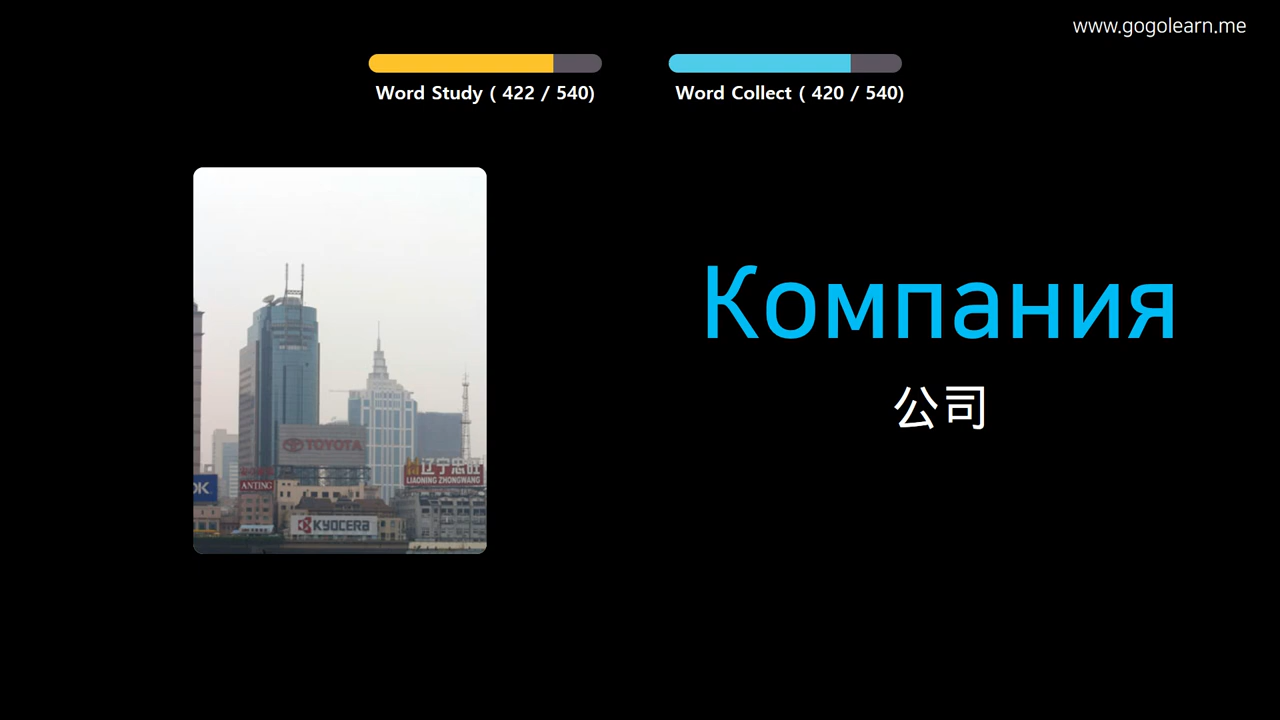 www.gogolearn.me
Word Study ( 422 / 540)
Word Collect ( 420 / 540)
Компания
公司
TOYOTA
辽宁忠旺
LIAONING ZHONGWANG
ANTING
OK
KYOCERA